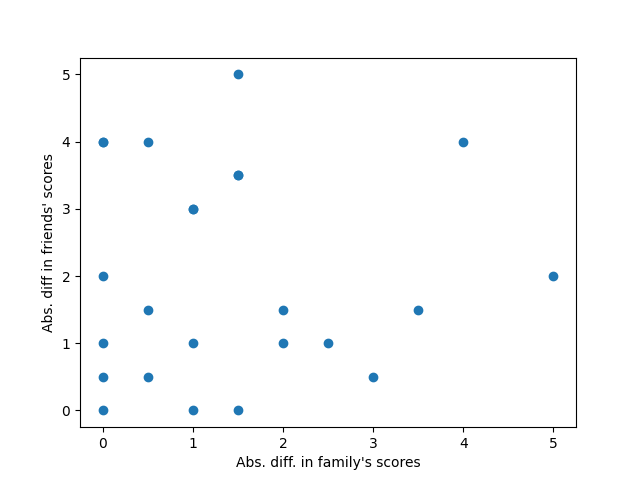 5
4
3
2
1
0
Abs. diff in friends' scores
0 1 2 3 4 5
Abs. diff. in family's scores